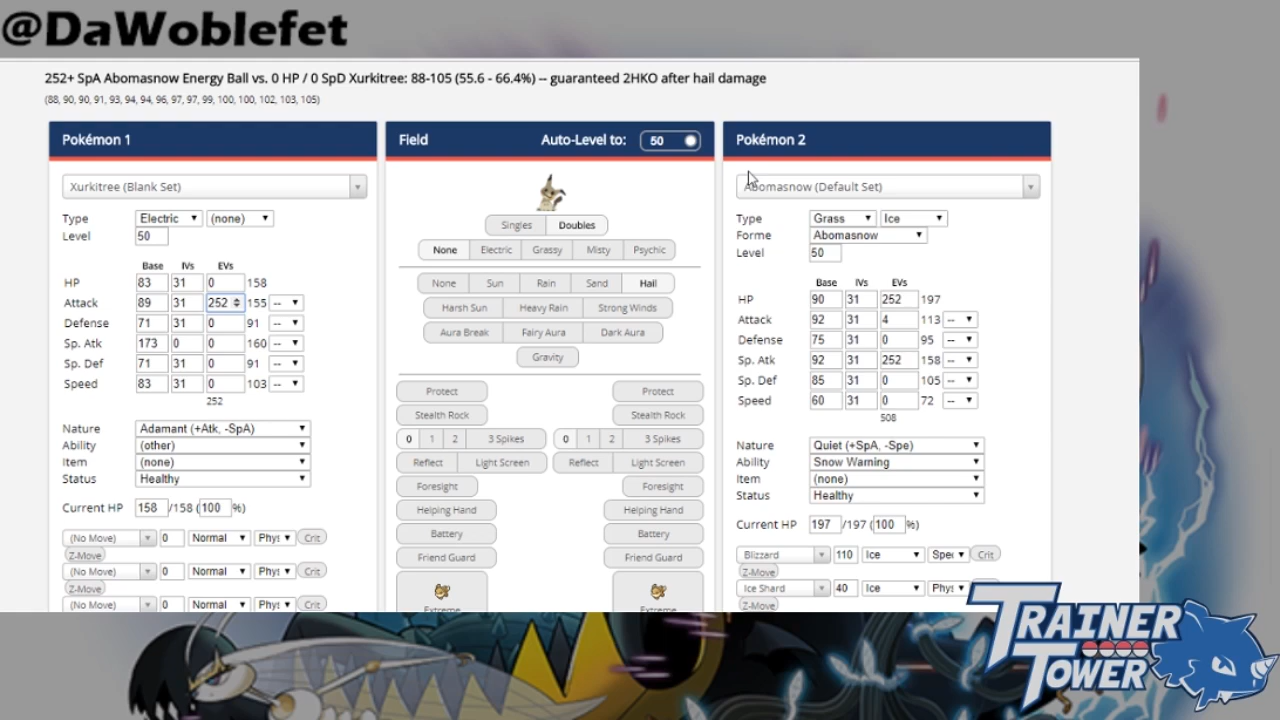 @DaWoblefet
252+ SpA Abomasnow Energy Ball vs. 0 HP / 0 SpD Xurkitree: 88-105 (55.6 - 66.4%) -- guaranteed 2HKO after hail damage
(88, 90, 90, 91, 93, 94, 94, 96, 97, 97, 99, 100, 100, 102, 103, 105)
Pokémon 1
Xurkitree (Blank Set)
Type Electric (none)
Level 50
Base IVs EVs
HP 83 31 0 158
Attack 89 31 252 155 --
Defense 71 31 0 91 --
Sp. Atk 173 0 0 160 --
Sp. Def 71 31 0 91 --
Speed 83 31 0 103 --
252
Nature Adamant (+Atk, -SpA)
Ability (other)
Item (none)
Status Healthy
Current HP 158 /158 (100 %)
(No Move) 0 Normal Phys Crit
Z-Move
(No Move) 0 Normal Phys Crit
Z-Move
(No Move) 0 Normal Phys Crit
Field Auto-Level to: 50
Singles Doubles
None Electric Grassy Misty Psychic
None Sun Rain Sand Hail
Harsh Sun Heavy Rain Strong Winds
Aura Break Fairy Aura Dark Aura
Gravity
Protect Protect
Stealth Rock Stealth Rock
0 1 2 3 Spikes 0 1 2 3 Spikes
Reflect Light Screen Reflect Light Screen
Foresight Foresight
Helping Hand Helping Hand
Battery Battery
Friend Guard Friend Guard
Extreme Extreme
Pokémon 2
Abomasnow (Default Set)
Type Grass Ice
Forme Abomasnow
Level 50
Base IVs EVs
HP 90 31 252 197
Attack 92 31 4 113 --
Defense 75 31 0 95 --
Sp. Atk 92 31 252 158 --
Sp. Def 85 31 0 105 --
Speed 60 31 0 72 --
508
Nature Quiet (+SpA, -Spe)
Ability Snow Warning
Item (none)
Status Healthy
Current HP 197 /197 (100 %)
Blizzard 110 Ice Spec Crit
Z-Move
Ice Shard 40 Ice Phys
Z-Move
TRAINER
TOWER